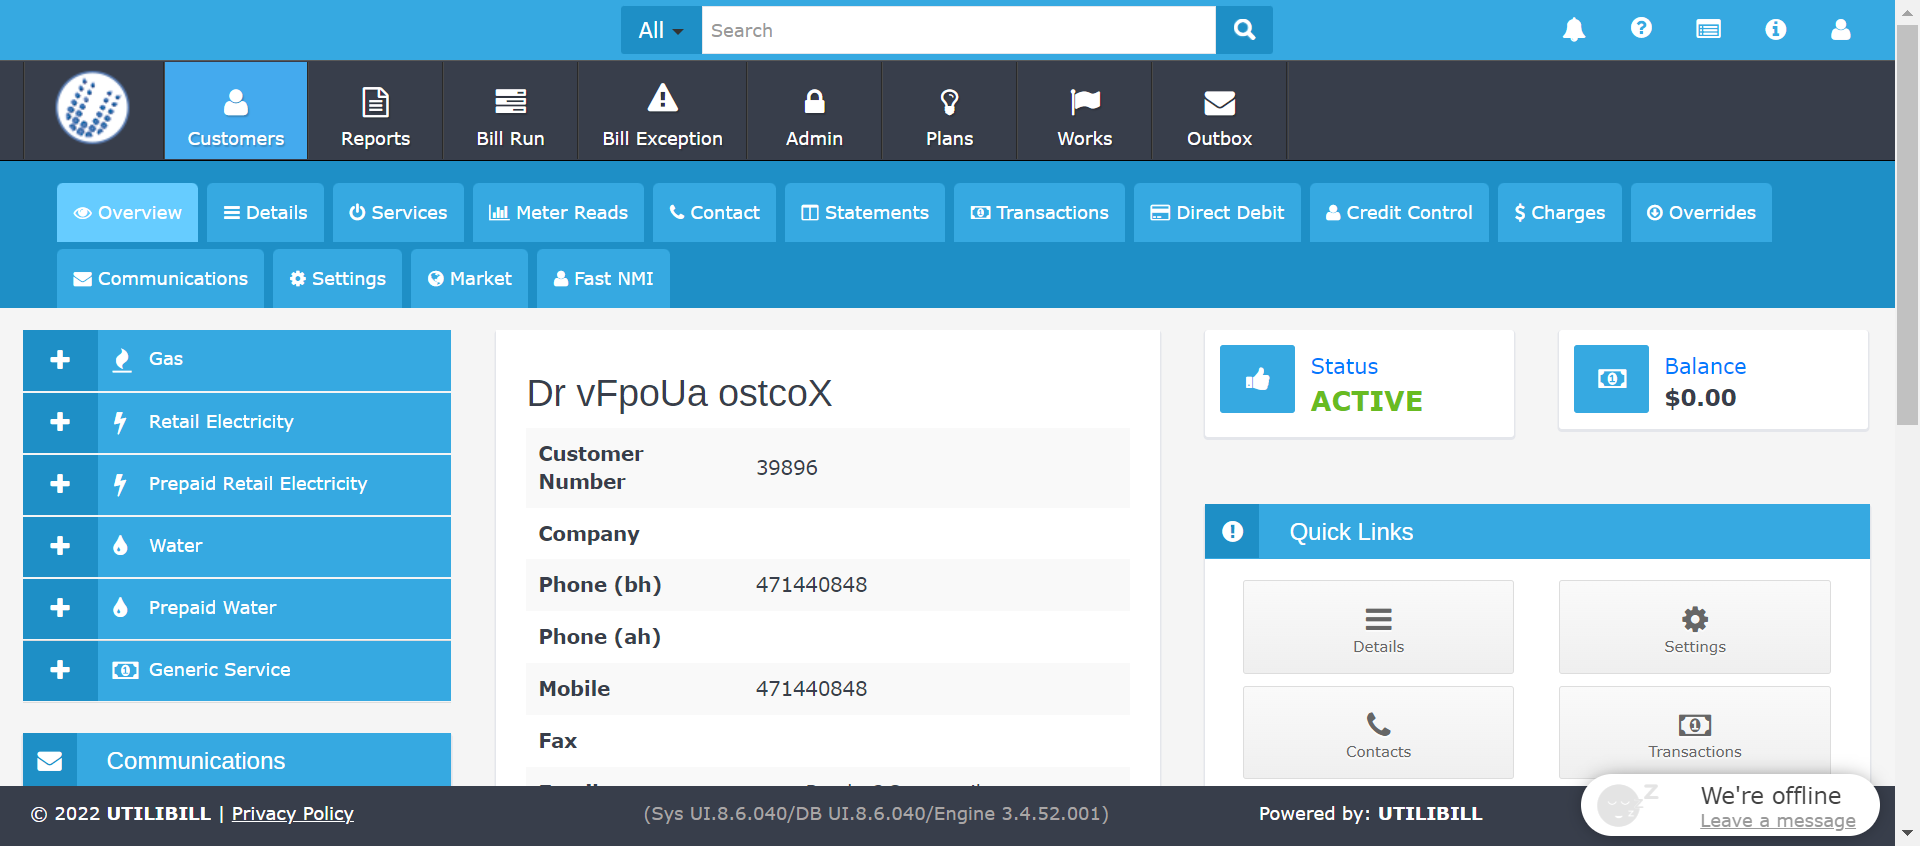 All
Search
Customers
Reports
Bill Run
Bill Exception
Admin
Plans
Works
Outbox
Overview
Details
Services
Meter Reads
Contact
Statements
Transactions
Direct Debit
Credit Control
Charges
Overrides
Communications
Settings
Market
Fast NMI
Gas
Retail Electricity
Prepaid Retail Electricity
Water
Prepaid Water
Generic Service
Communications
Dr vFpoUa ostcoX
Customer Number 39896
Company
Phone (bh) 471440848
Phone (ah)
Mobile 471440848
Fax
Status
ACTIVE
Balance
$0.00
Quick Links
Details
Settings
Contacts
Transactions
© 2022 UTILIBILL | Privacy Policy
(Sys UI.8.6.040/DB UI.8.6.040/Engine 3.4.52.001)
Powered by: UTILIBILL
We're offline
Leave a message